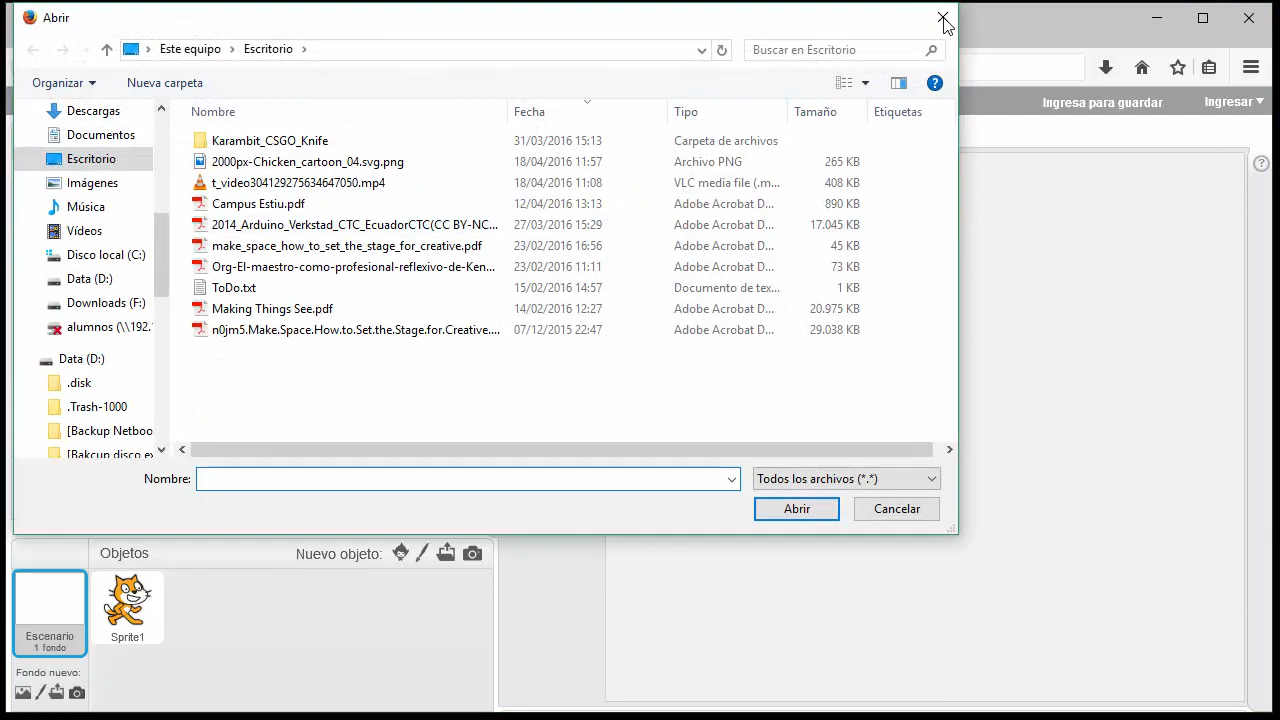 Abrir
Este equipo
Escritorio
Buscar en Escritorio
Organizar
Nueva carpeta
?
Ingresa para guardar
Ingresar
Nombre
Fecha
Tipo
Tamaño
Etiquetas
Descargas
Documentos
Escritorio
Imágenes
Música
Vídeos
Disco local (C:)
Data (D:)
Downloads (F:)
alumnos (\\192.
Data (D:)
.disk
.Trash-1000
[Backup Netboo
[Bakcup disco ex
Karambit_CSGO_Knife 31/03/2016 15:13 Carpeta de archivos
2000px-Chicken_cartoon_04.svg.png 18/04/2016 11:57 Archivo PNG 265 KB
t_video304129275634647050.mp4 18/04/2016 11:08 VLC media file (.m... 408 KB
Campus Estiu.pdf 12/04/2016 13:13 Adobe Acrobat D... 890 KB
2014_Arduino_Verkstad_CTC_EcuadorCTC(CC BY-NC... 27/03/2016 15:29 Adobe Acrobat D... 17.045 KB
make_space_how_to_set_the_stage_for_creative.pdf 23/02/2016 16:56 Adobe Acrobat D... 45 KB
Org-El-maestro-como-profesional-reflexivo-de-Ken... 23/02/2016 11:11 Adobe Acrobat D... 73 KB
ToDo.txt 15/02/2016 14:57 Documento de tex... 1 KB
Making Things See.pdf 14/02/2016 12:27 Adobe Acrobat D... 20.975 KB
n0jm5.Make.Space.How.to.Set.the.Stage.for.Creative.... 07/12/2015 22:47 Adobe Acrobat D... 29.038 KB
?
Nombre:
Todos los archivos (*.*)
Abrir
Cancelar
Objetos
Nuevo objeto:
Escenario
1 fondo
Sprite1
Fondo nuevo: